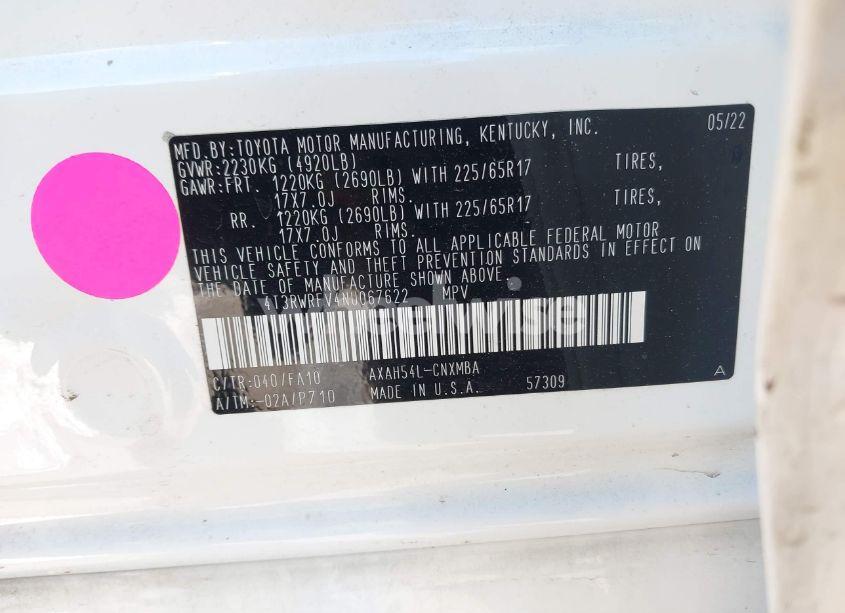 MFD. BY:TOYOTA MOTOR MANUFACTURING, KENTUCKY, INC. 05/22
GVWR:2230KG (4920LB)
GAWR:FRT. 1220KG (2690LB) WITH 225/65R17 TIRES,
17X7.0J RIMS.
RR. 1220KG (2690LB) WITH 225/65R17 TIRES,
17X7.0J RIMS.
THIS VEHICLE CONFORMS TO ALL APPLICABLE FEDERAL MOTOR
VEHICLE SAFETY AND THEFT PREVENTION STANDARDS IN EFFECT ON
THE DATE OF MANUFACTURE SHOWN ABOVE.
4T3RWRFV4NU067622 MPV
wheelwise
C/TR:040/FA10 AXAH54L-CNXMBA
A/TM:-02A/P710 MADE IN U.S.A. 57309 A